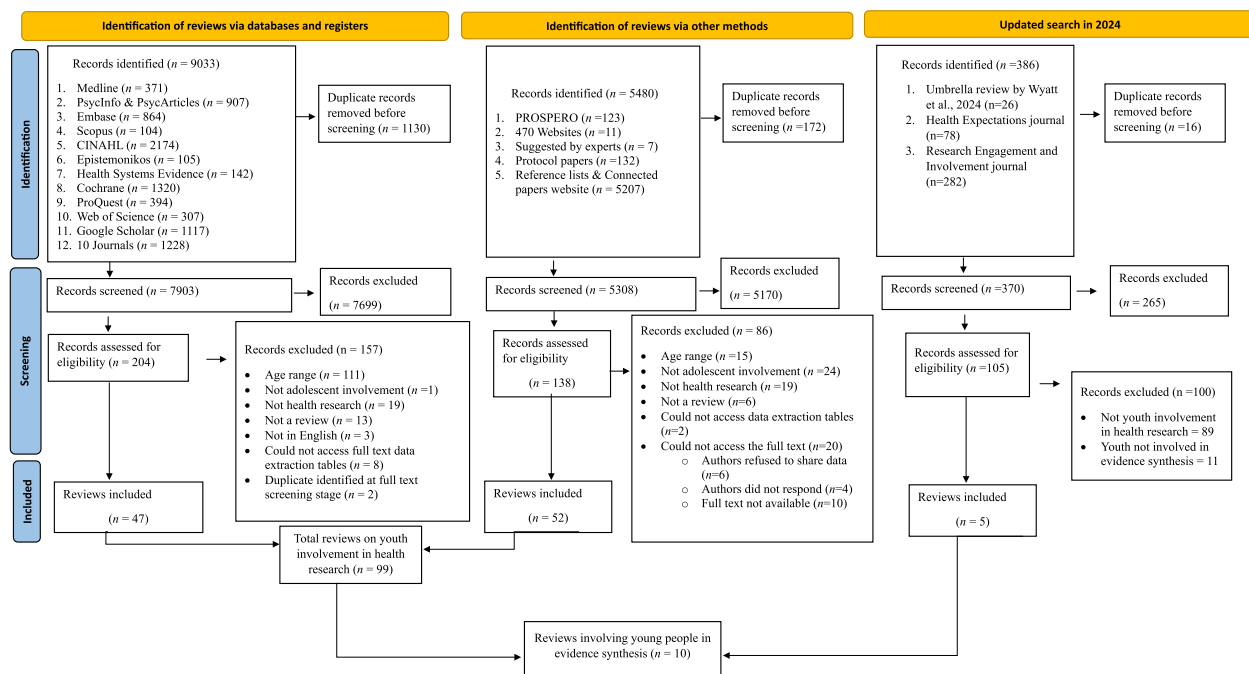 Identification of reviews via databases and registers
Identification of reviews via other methods
Updated search in 2024
Identification
Records identified (n = 9033)
1. Medline (n = 371)
2. PsycInfo & PsycArticles (n = 907)
3. Embase (n = 864)
4. Scopus (n = 104)
5. CINAHL (n = 2174)
6. Epistemonikos (n = 105)
7. Health Systems Evidence (n = 142)
8. Cochrane (n = 1320)
9. ProQuest (n = 394)
10. Web of Science (n = 307)
11. Google Scholar (n = 1117)
12. 10 Journals (n = 1228)
Duplicate records
removed before
screening (n = 1130)
Records identified (n = 5480)
1. PROSPERO (n =123)
2. 470 Websites (n =11)
3. Suggested by experts (n = 7)
4. Protocol papers (n =132)
5. Reference lists & Connected
papers website (n = 5207)
Duplicate records
removed before
screening (n =172)
Records identified (n =386)
1. Umbrella review by Wyatt
et al., 2024 (n=26)
2. Health Expectations journal
(n=78)
3. Research Engagement and
Involvement journal
(n=282)
Duplicate records
removed before
screening (n =16)
Screening
Records screened (n = 7903)
Records excluded
(n = 7699)
Records screened (n =5308)
Records excluded
(n = 5170)
Records screened (n =370)
Records excluded
(n = 265)
Records assessed for
eligibility (n = 204)
Records excluded (n = 157)
• Age range (n = 111)
• Not adolescent involvement (n =1)
• Not health research (n = 19)
• Not a review (n = 13)
• Not in English (n = 3)
• Could not access full text data
extraction tables (n = 8)
• Duplicate identified at full text
screening stage (n = 2)
Records assessed
for eligibility
(n = 138)
Records excluded (n = 86)
• Age range (n =15)
• Not adolescent involvement (n =24)
• Not health research (n =19)
• Not a review (n=6)
• Could not access data extraction tables
(n=2)
• Could not access the full text (n=20)
o Authors refused to share data
(n=6)
o Authors did not respond (n=4)
o Full text not available (n=10)
Records assessed for
eligibility (n =105)
Records excluded (n =100)
• Not youth involvement
in health research = 89
• Youth not involved in
evidence synthesis = 11
Included
Reviews included
(n = 47)
Reviews included
(n = 52)
Reviews included
(n = 5)
Total reviews on youth
involvement in health
research (n = 99)
Reviews involving young people in
evidence synthesis (n = 10)